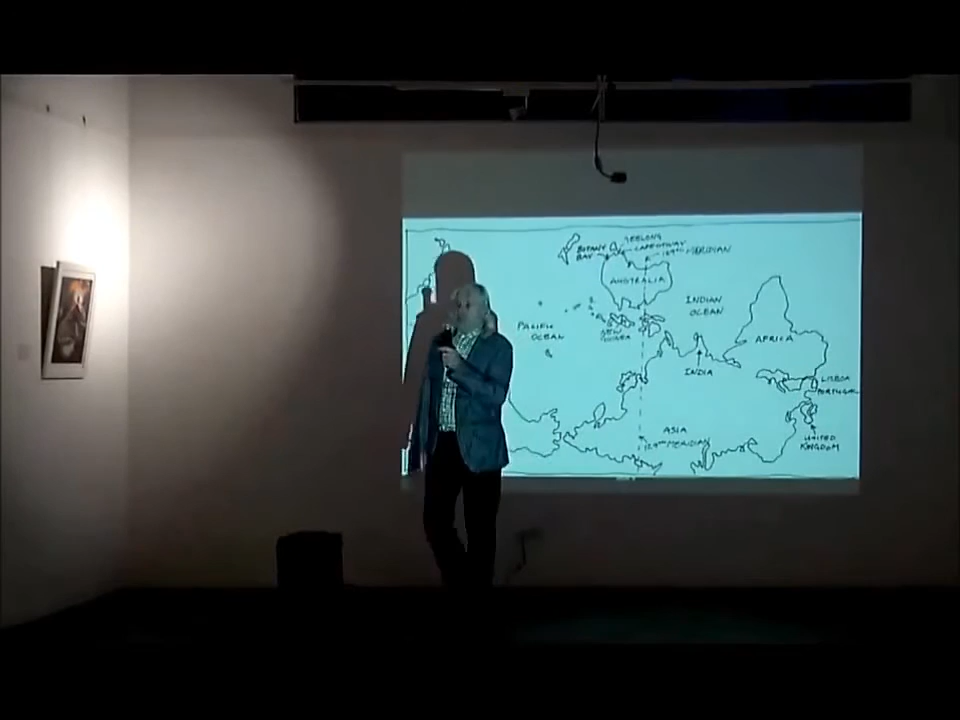 GEELONG
BOTANY
BAY
CAPE OTWAY
MERIDIAN
AUSTRALIA
INDIAN
OCEAN
PACIFIC
OCEAN
NEW
GUINEA
AFRICA
INDIA
LISBOA
PORTUGAL
ASIA
MERIDIAN
UNITED
KINGDOM